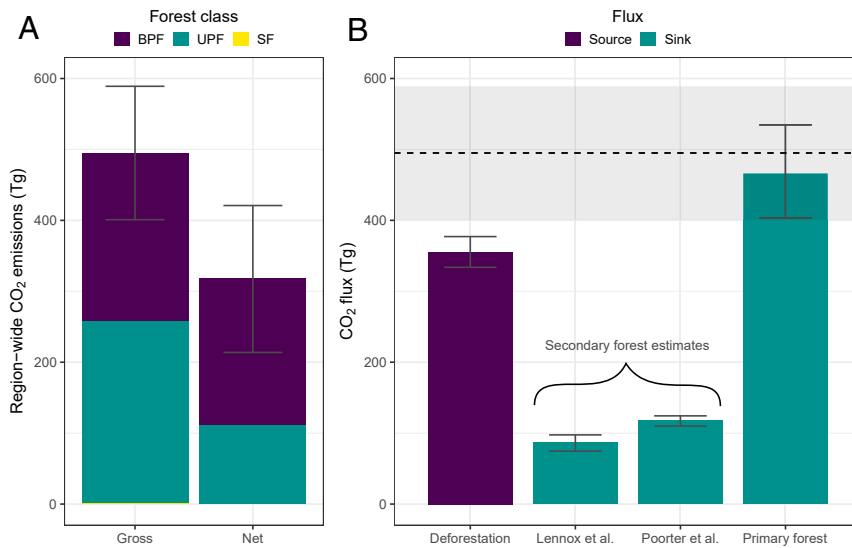 A
Forest class
BPF UPF SF
Region−wide CO2 emissions (Tg)
600
400
200
0
Gross Net
B
Flux
Source Sink
CO2 flux (Tg)
600
400
200
0
Secondary forest estimates
Deforestation Lennox et al. Poorter et al. Primary forest